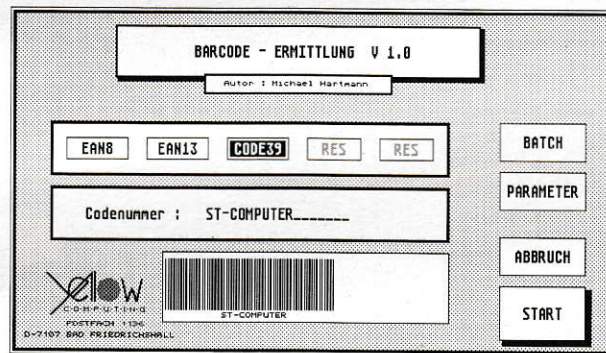 BARCODE - ERMITTLUNG V 1.0
Autor : Michael Hartmann
EAN8 EAN13 CODE39 RES RES
BATCH
PARAMETER
Codenummer : ST-COMPUTER_______
ABBRUCH
START
ST-COMPUTER
Yellow
C-O-M-P-U-T-I-N-G
POSTFACH 1136
D-7107 BAD FRIEDRICHSHALL